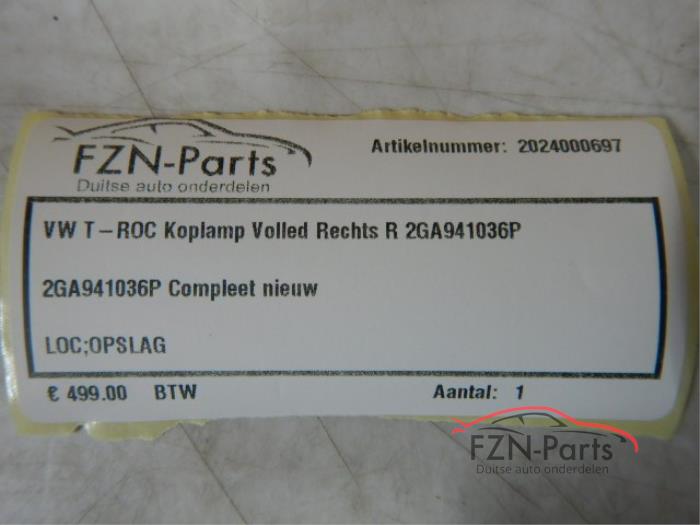 FZN-Parts
Duitse auto onderdelen
Artikelnummer: 2024000697
VW T-ROC Koplamp Volled Rechts R 2GA941036P
2GA941036P Compleet nieuw
LOC;OPSLAG
€ 499.00 BTW Aantal: 1
FZN-Parts
Duitse auto onderdelen